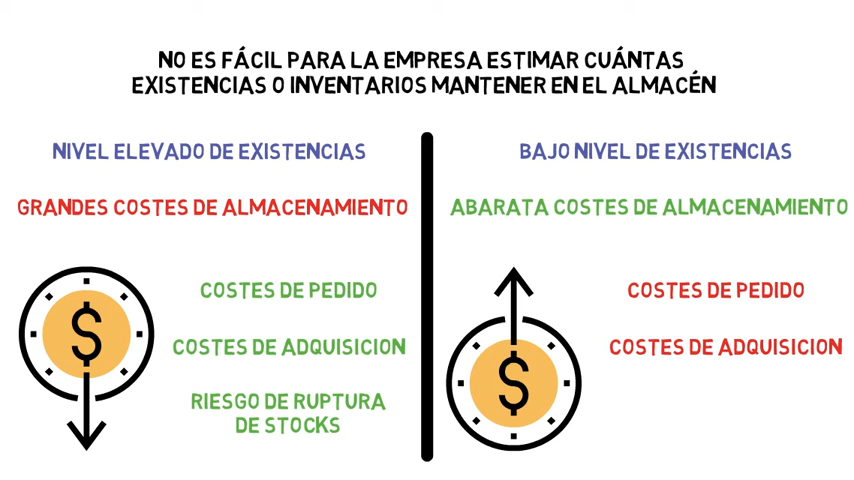 NO ES FÁCIL PARA LA EMPRESA ESTIMAR CUÁNTAS
EXISTENCIAS O INVENTARIOS MANTENER EN EL ALMACÉN
NIVEL ELEVADO DE EXISTENCIAS
GRANDES COSTES DE ALMACENAMIENTO
$
COSTES DE PEDIDO
COSTES DE ADQUISICION
RIESGO DE RUPTURA
DE STOCKS
BAJO NIVEL DE EXISTENCIAS
ABARATA COSTES DE ALMACENAMIENTO
$
COSTES DE PEDIDO
COSTES DE ADQUISICION